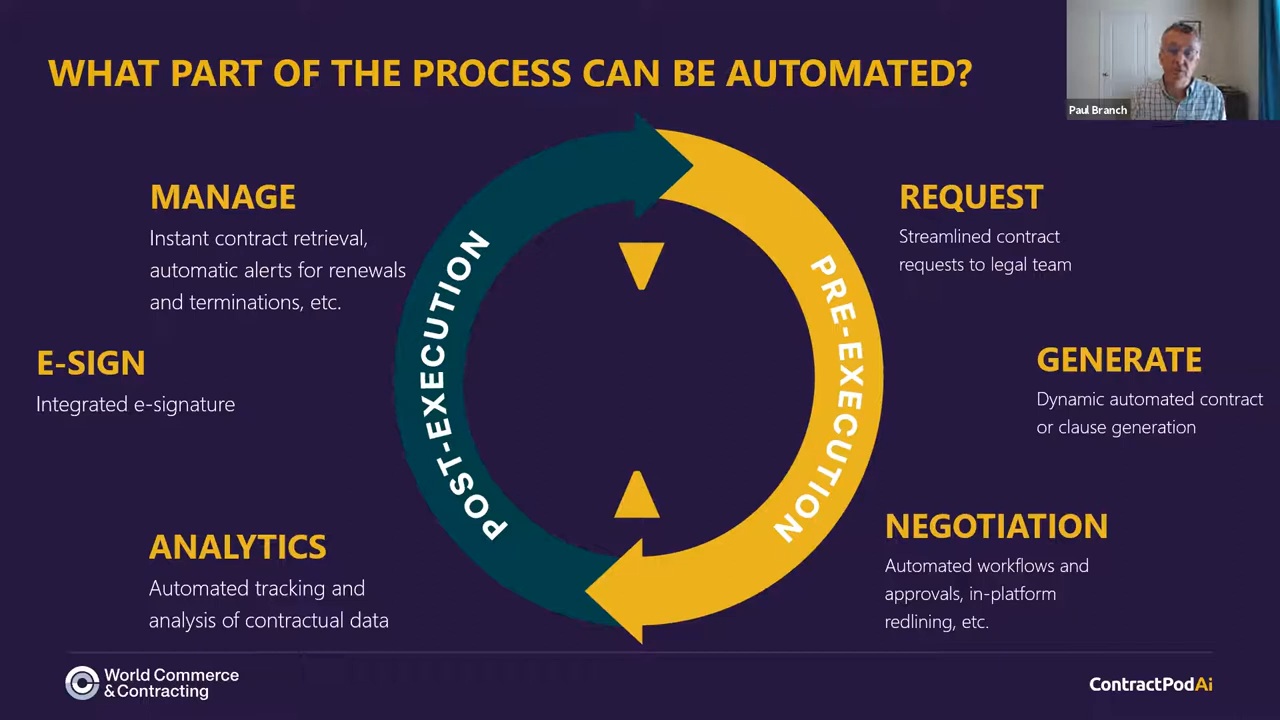 WHAT PART OF THE PROCESS CAN BE AUTOMATED?
Paul Branch
MANAGE
Instant contract retrieval,
automatic alerts for renewals
and terminations, etc.
E-SIGN
Integrated e-signature
ANALYTICS
Automated tracking and
analysis of contractual data
POST-EXECUTION
PRE-EXECUTION
REQUEST
Streamlined contract
requests to legal team
GENERATE
Dynamic automated contract
or clause generation
NEGOTIATION
Automated workflows and
approvals, in-platform
redlining, etc.
World Commerce
& Contracting
ContractPodAi